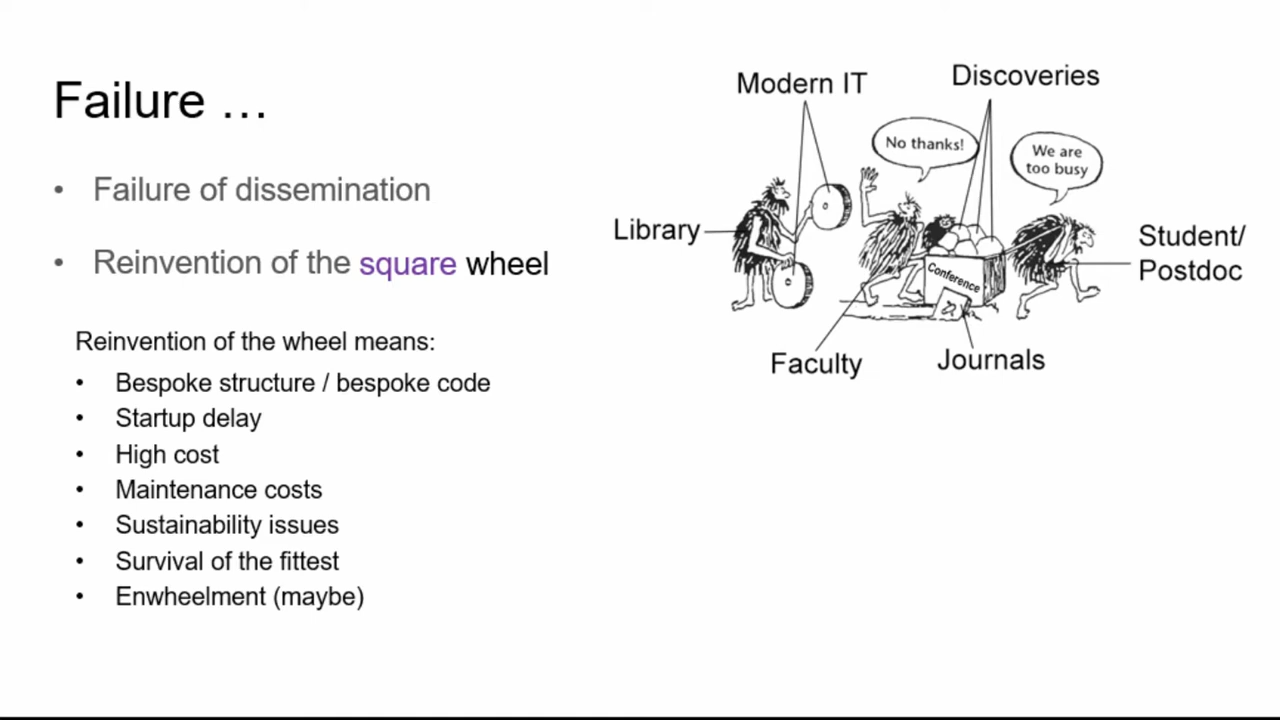 Failure …
• Failure of dissemination
• Reinvention of the square wheel
Reinvention of the wheel means:
• Bespoke structure / bespoke code
• Startup delay
• High cost
• Maintenance costs
• Sustainability issues
• Survival of the fittest
• Enwheelment (maybe)
Modern IT
Discoveries
No thanks!
We are
too busy
Library
Student/
Postdoc
Conference
Faculty
Journals